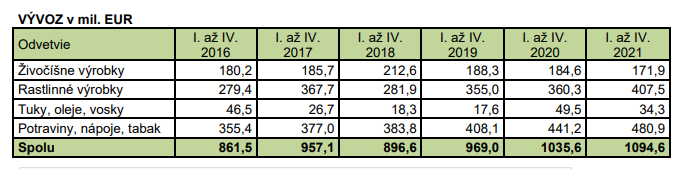 VÝVOZ v mil. EUR
Odvetvie I. až IV. 2016 I. až IV. 2017 I. až IV. 2018 I. až IV. 2019 I. až IV. 2020 I. až IV. 2021
Živočíšne výrobky 180,2 185,7 212,6 188,3 184,6 171,9
Rastlinné výrobky 279,4 367,7 281,9 355,0 360,3 407,5
Tuky, oleje, vosky 46,5 26,7 18,3 17,6 49,5 34,3
Potraviny, nápoje, tabak 355,4 377,0 383,8 408,1 441,2 480,9
Spolu 861,5 957,1 896,6 969,0 1035,6 1094,6